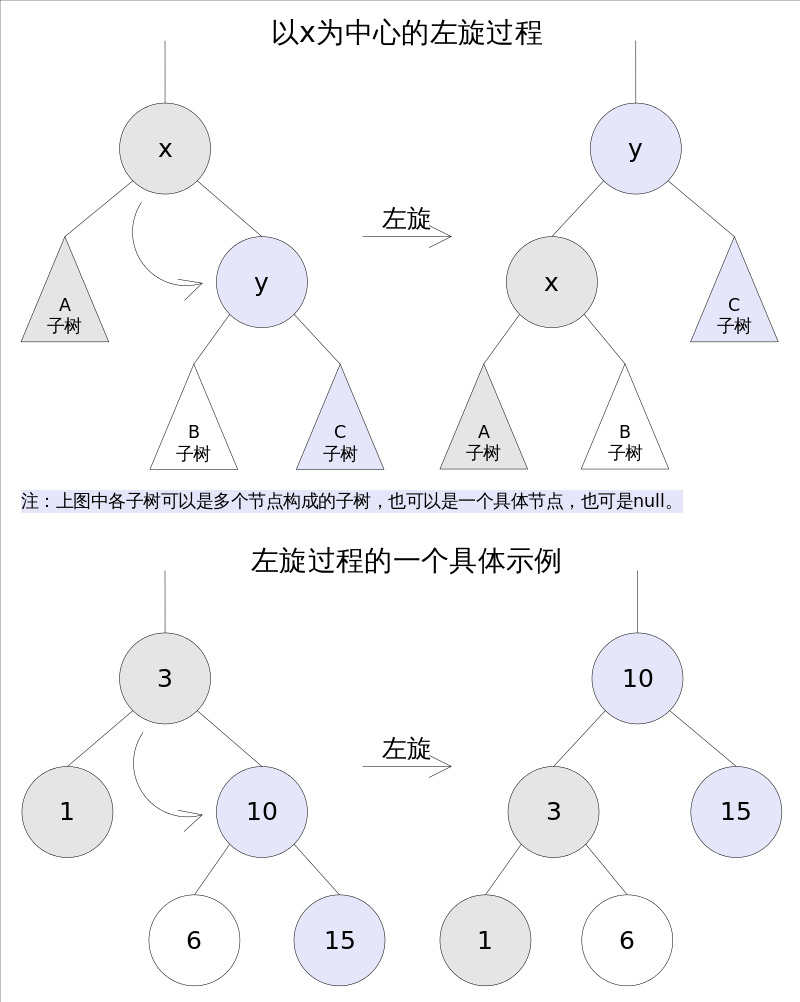 以x为中心的左旋过程
x
y
左旋
y
x
A
子树
C
子树
B
子树
C
子树
A
子树
B
子树
注：上图中各子树可以是多个节点构成的子树，也可以是一个具体节点，也可是null。
左旋过程的一个具体示例
3
10
左旋
1
10
3
15
6
15
1
6